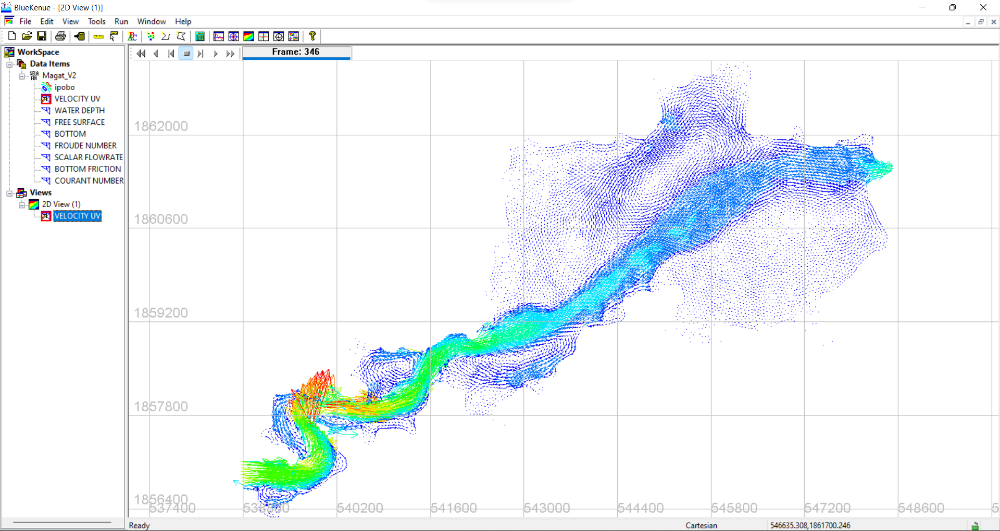 BlueKenue - [2D View (1)]
File Edit View Tools Run Window Help
WorkSpace
Data Items
SELA
FIN
Magat_V2
ipobo
VELOCITY UV
WATER DEPTH
FREE SURFACE
BOTTOM
FROUDE NUMBER
SCALAR FLOWRATE
BOTTOM FRICTION
COURANT NUMBER
Views
2D View (1)
VELOCITY UV
Frame: 346
1862000
1860600
1859200
1857800
1856400
537400 538800 540200 541600 543000 544400 545800 547200 548600 5
Ready Cartesian 546635.308,1861700.246